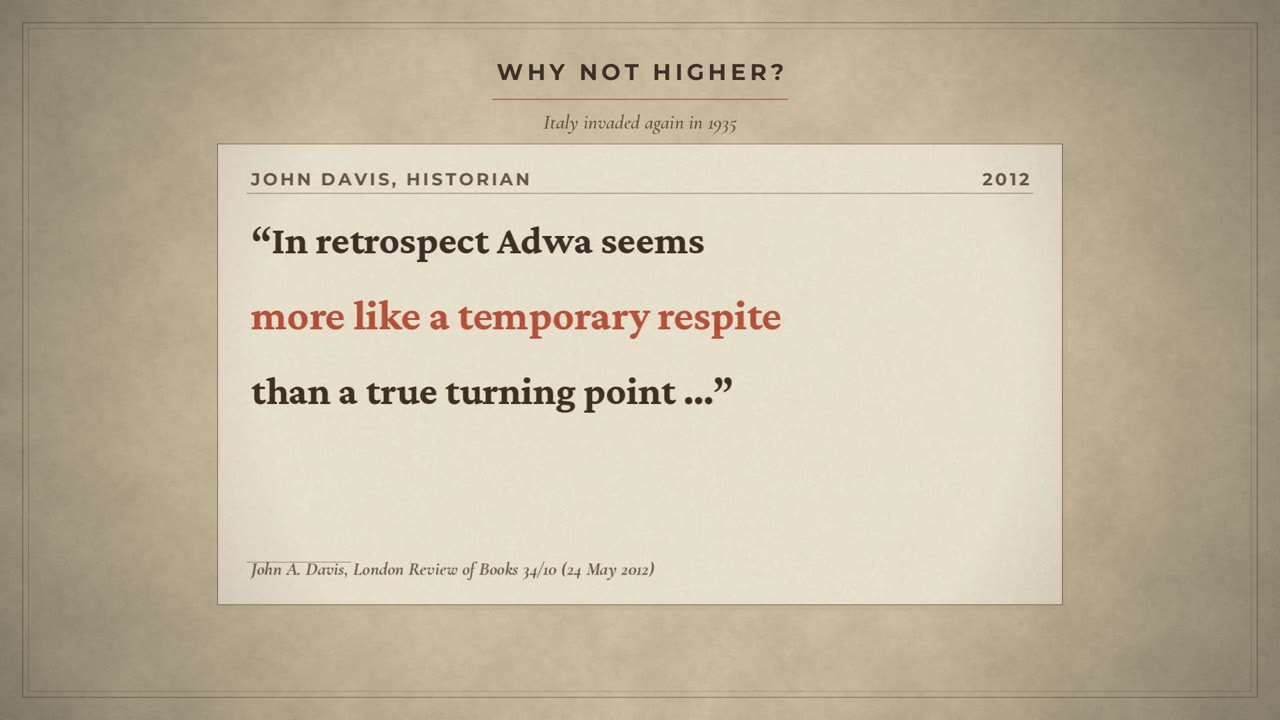 WHY NOT HIGHER?
Italy invaded again in 1935
JOHN DAVIS, HISTORIAN 2012
“In retrospect Adwa seems
more like a temporary respite
than a true turning point ...”
John A. Davis, London Review of Books 34/10 (24 May 2012)